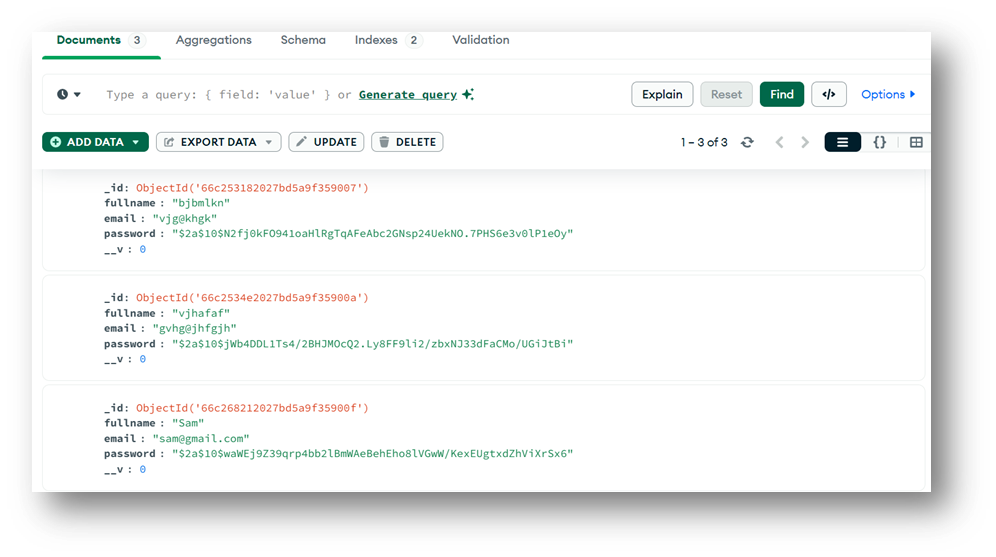 Documents 3 Aggregations Schema Indexes 2 Validation
Type a query: { field: 'value' } or Generate query Explain Reset Find </> Options
ADD DATA EXPORT DATA UPDATE DELETE 1 – 3 of 3 {}
_id: ObjectId('66c253182027bd5a9f359007')
fullname : "bjbmlkn"
email : "vjg@khgk"
password : "$2a$10$N2fj0kFO941oaHlRgTqAFeAbc2GNsp24UekNO.7PHS6e3v0lP1eOy"
__v : 0
_id: ObjectId('66c2534e2027bd5a9f35900a')
fullname : "vjhafaf"
email : "gvhg@jhfgjh"
password : "$2a$10$jWb4DDL1Ts4/2BHJMOcQ2.Ly8FF9li2/zbxNJ33dFaCMo/UGiJtBi"
__v : 0
_id: ObjectId('66c268212027bd5a9f35900f')
fullname : "Sam"
email : "sam@gmail.com"
password : "$2a$10$waWEj9Z39qrp4bb2lBmWAeBehEho8lVGwW/KexEUgtxdZhViXrSx6"
__v : 0